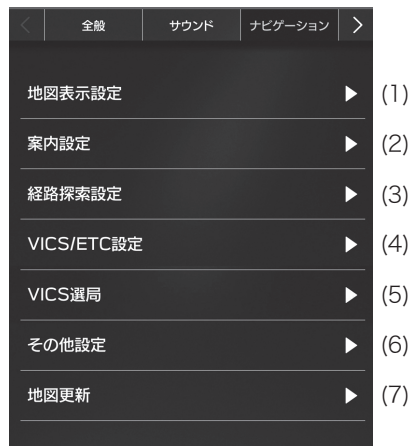 全般 サウンド ナビゲーション
地図表示設定 (1)
案内設定 (2)
経路探索設定 (3)
VICS/ETC設定 (4)
VICS選局 (5)
その他設定 (6)
地図更新 (7)